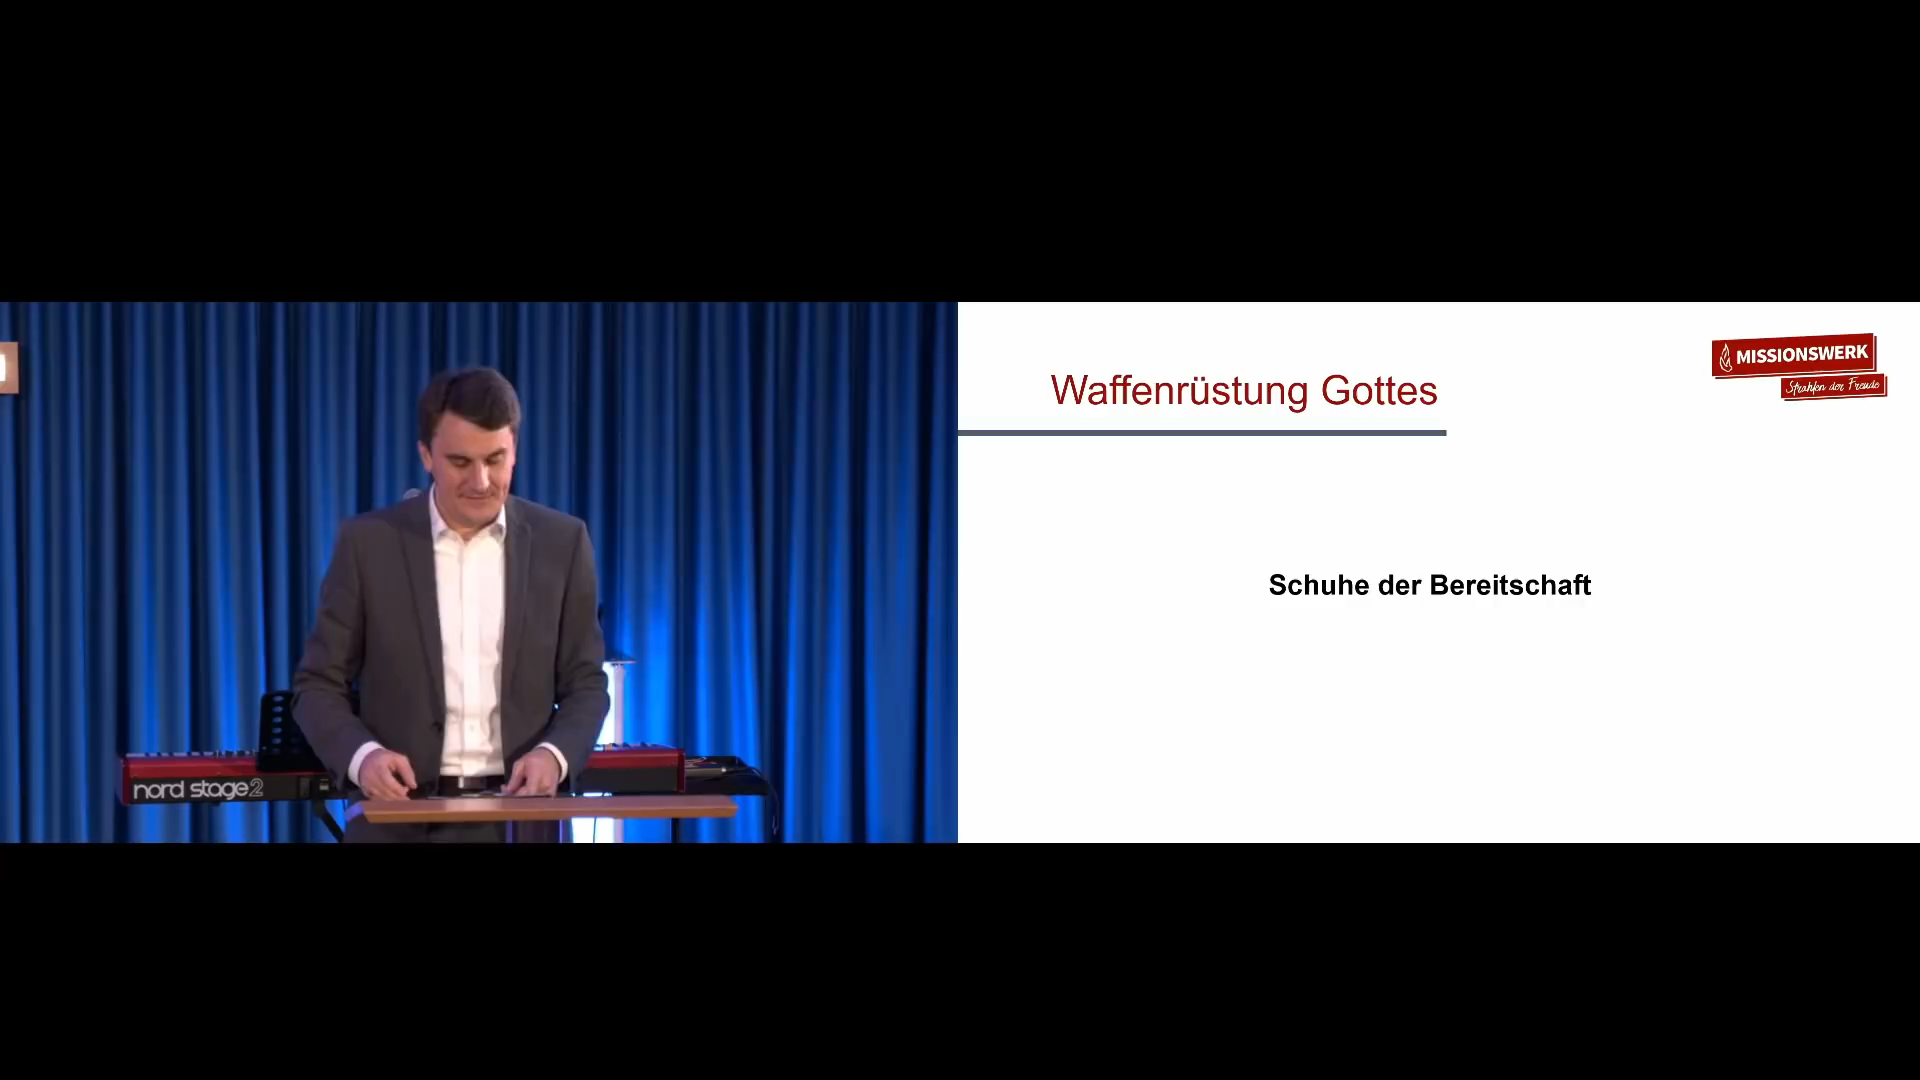 Waffenrüstung Gottes
MISSIONSWERK
Strahlen der Freude
Schuhe der Bereitschaft
nord stage2